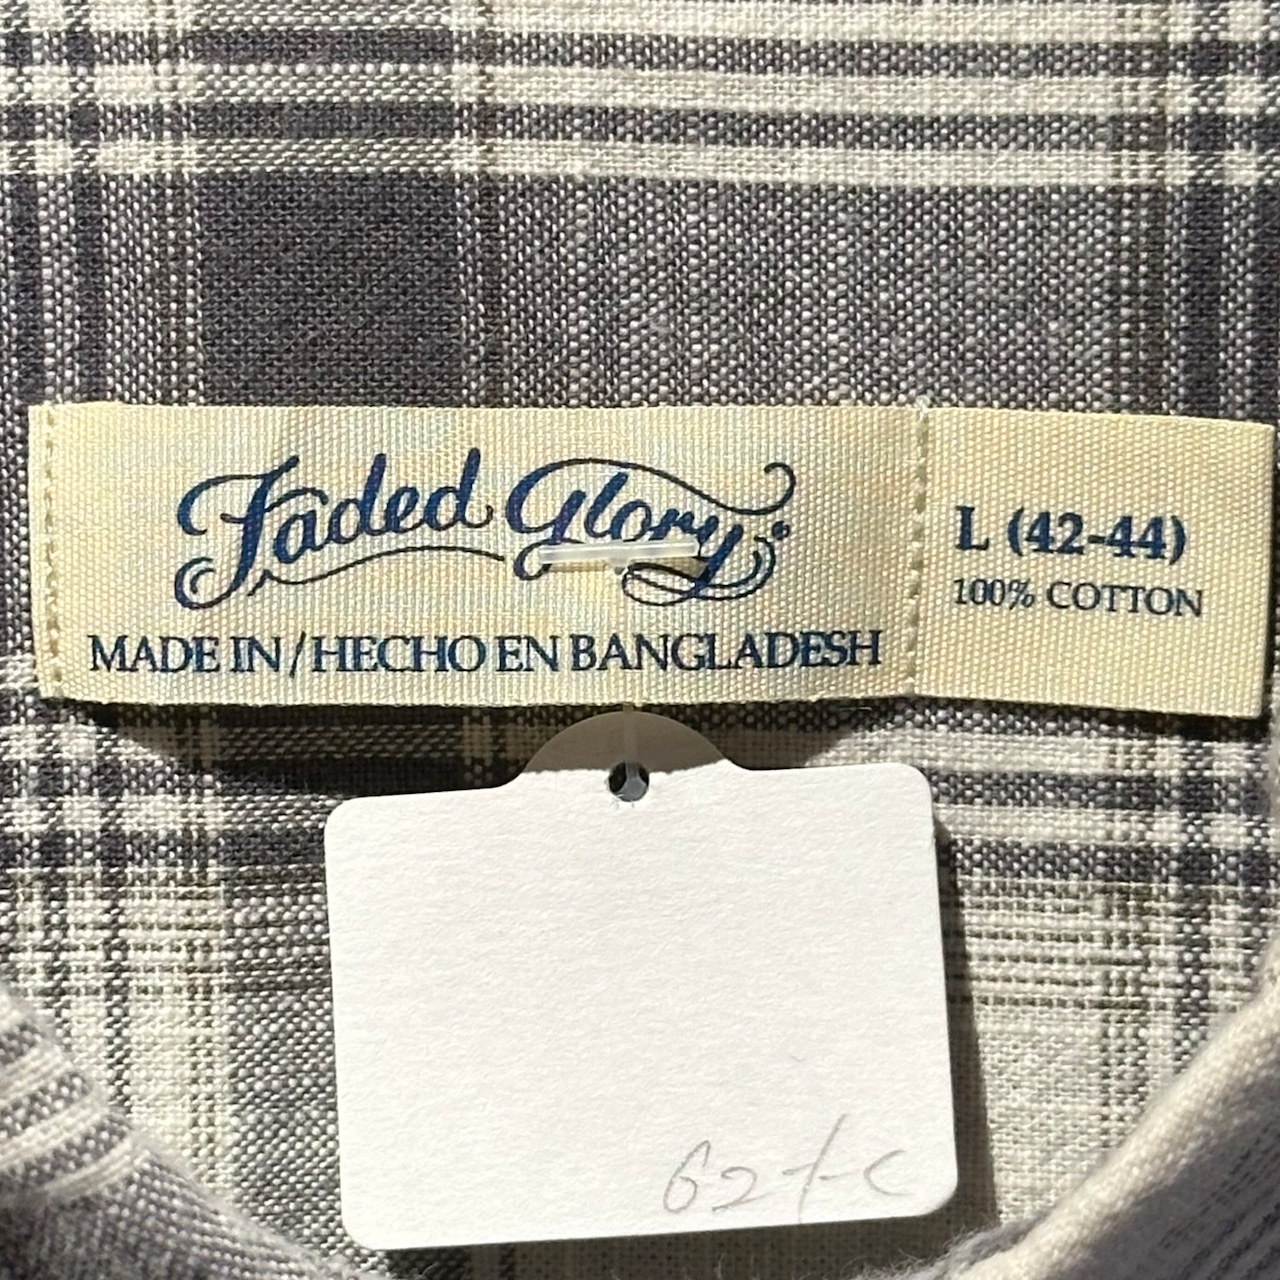 Faded Glory
MADE IN/HECHO EN BANGLADESH
L (42-44)
100% COTTON